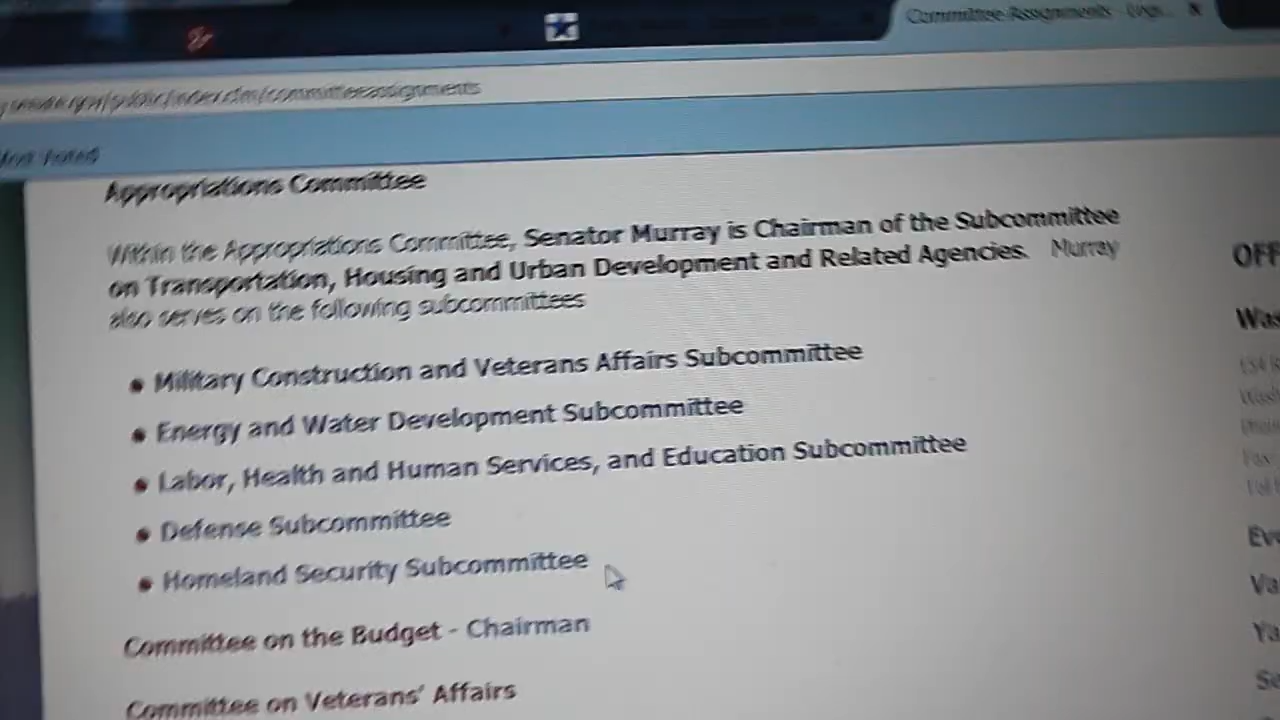 Committee Assignments
Appropriations Committee
Within the Appropriations Committee, Senator Murray is Chairman of the Subcommittee
on Transportation, Housing and Urban Development and Related Agencies. Murray
also serves on the following subcommittees
• Military Construction and Veterans Affairs Subcommittee
• Energy and Water Development Subcommittee
• Labor, Health and Human Services, and Education Subcommittee
• Defense Subcommittee
• Homeland Security Subcommittee
Committee on the Budget - Chairman
Committee on Veterans' Affairs